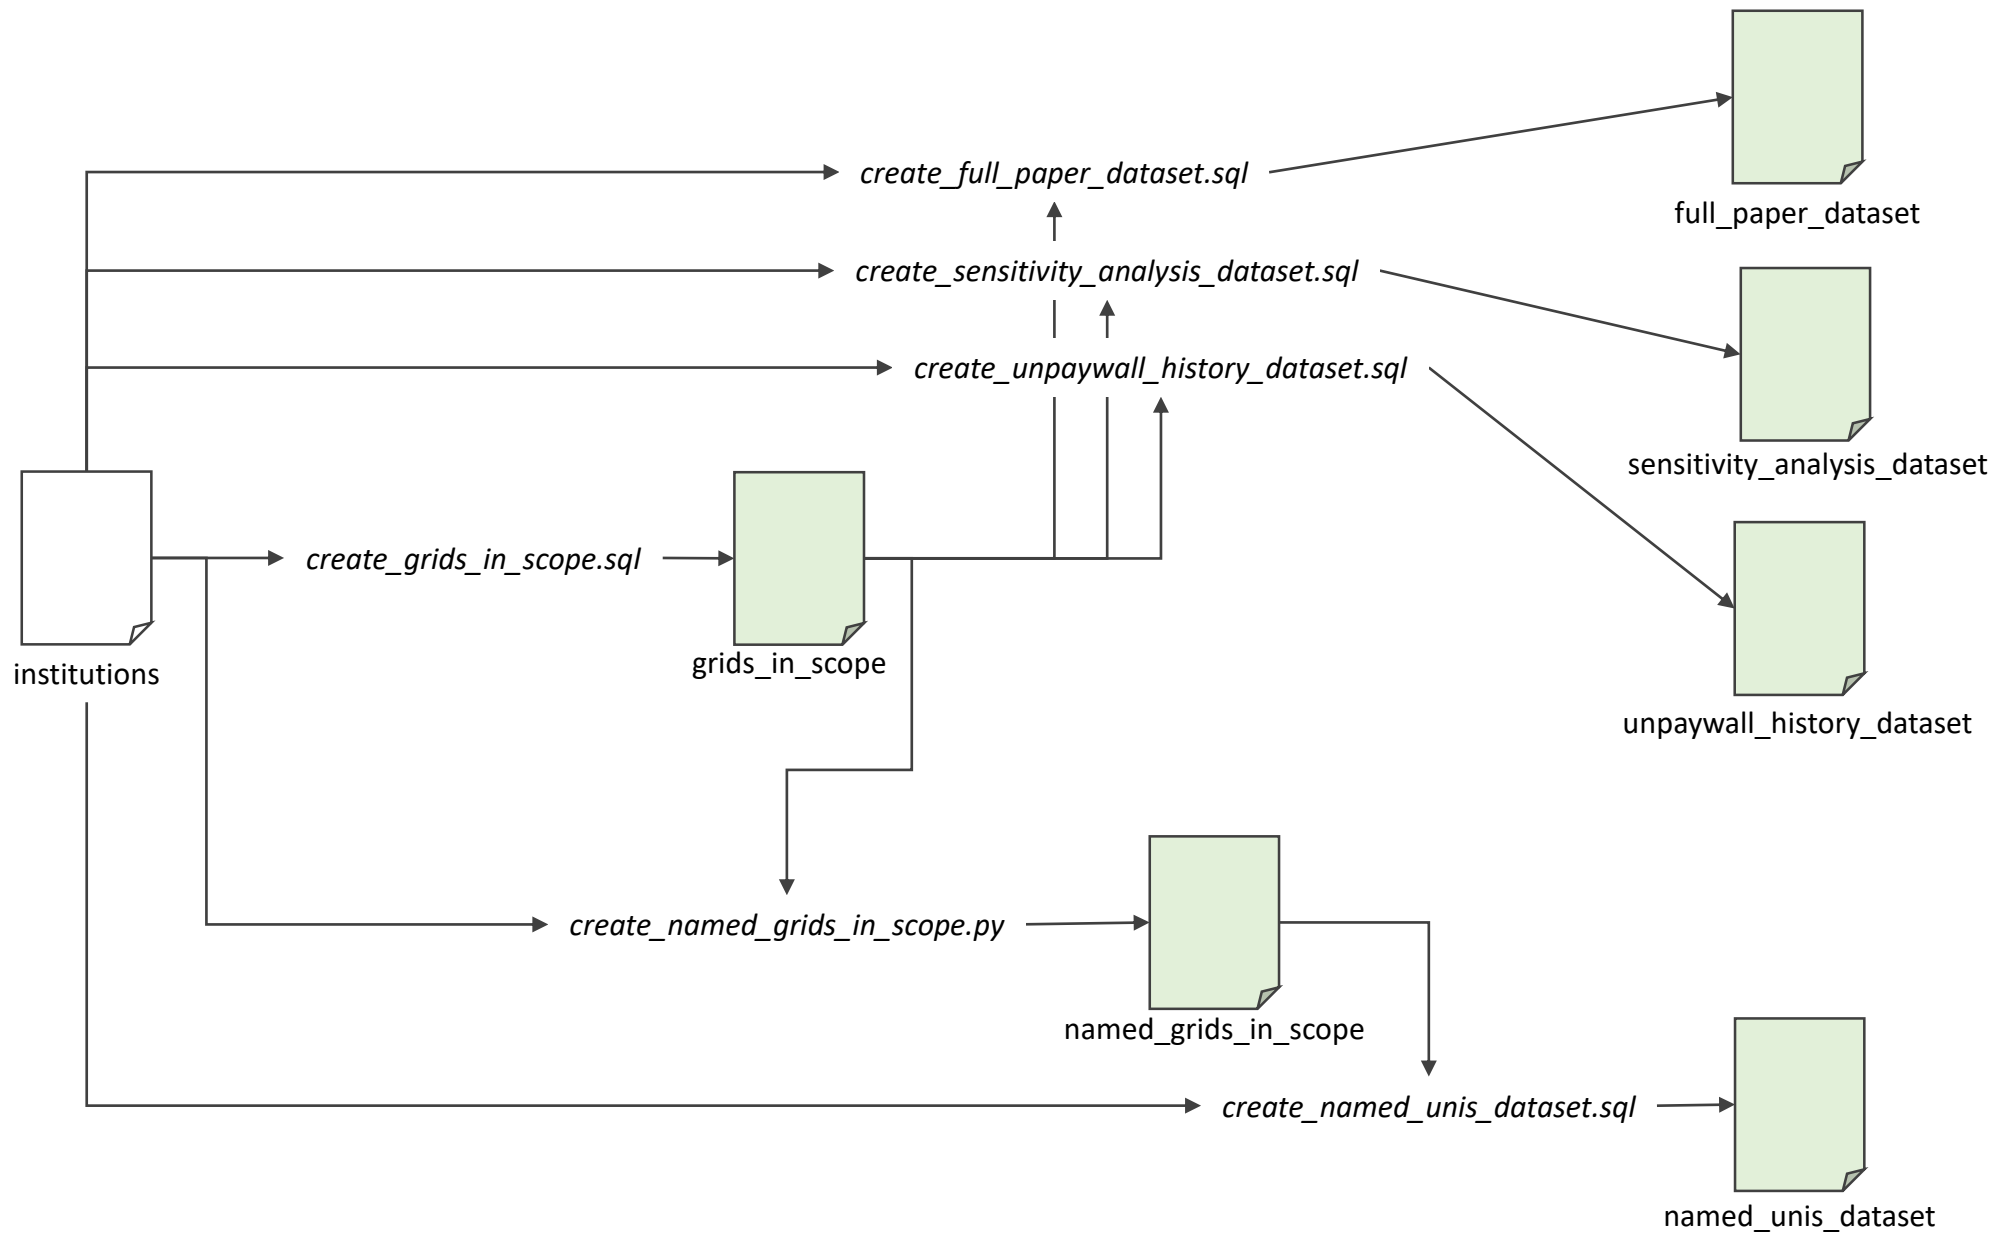 create_full_paper_dataset.sql
full_paper_dataset
create_sensitivity_analysis_dataset.sql
create_unpaywall_history_dataset.sql
sensitivity_analysis_dataset
create_grids_in_scope.sql
institutions
grids_in_scope
unpaywall_history_dataset
create_named_grids_in_scope.py
named_grids_in_scope
create_named_unis_dataset.sql
named_unis_dataset